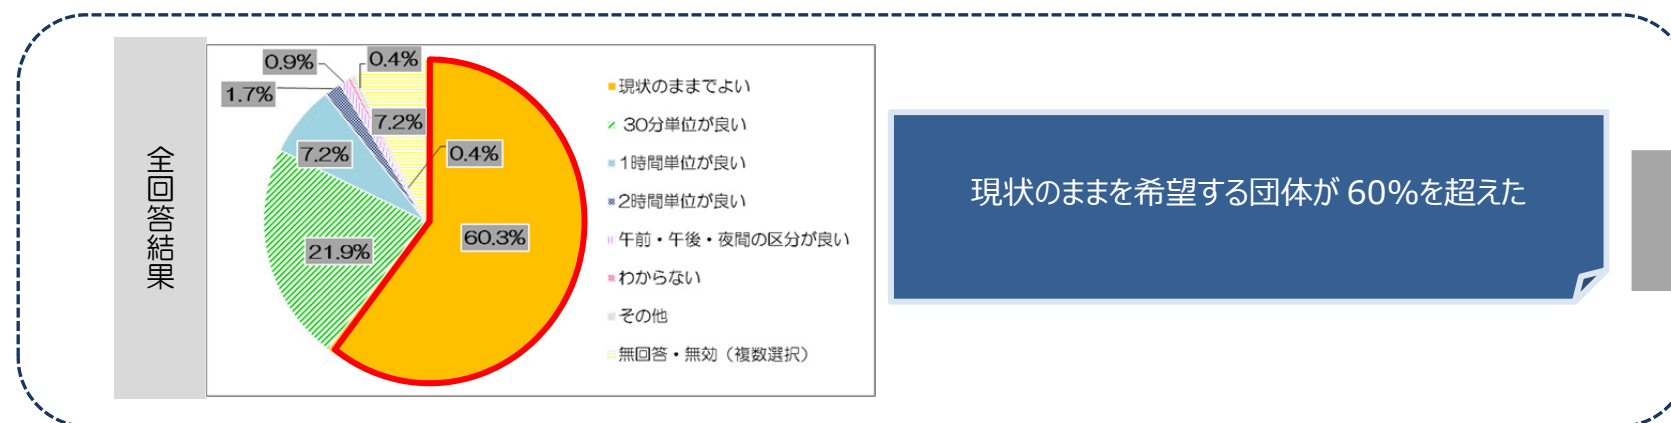 全回答結果
0.9%
0.4%
1.7%
7.2%
7.2%
0.4%
21.9%
60.3%
現状のままでよい
30分単位が良い
1時間単位が良い
2時間単位が良い
午前・午後・夜間の区分が良い
わからない
その他
無回答・無効（複数選択）
現状のままを希望する団体が 60%を超えた